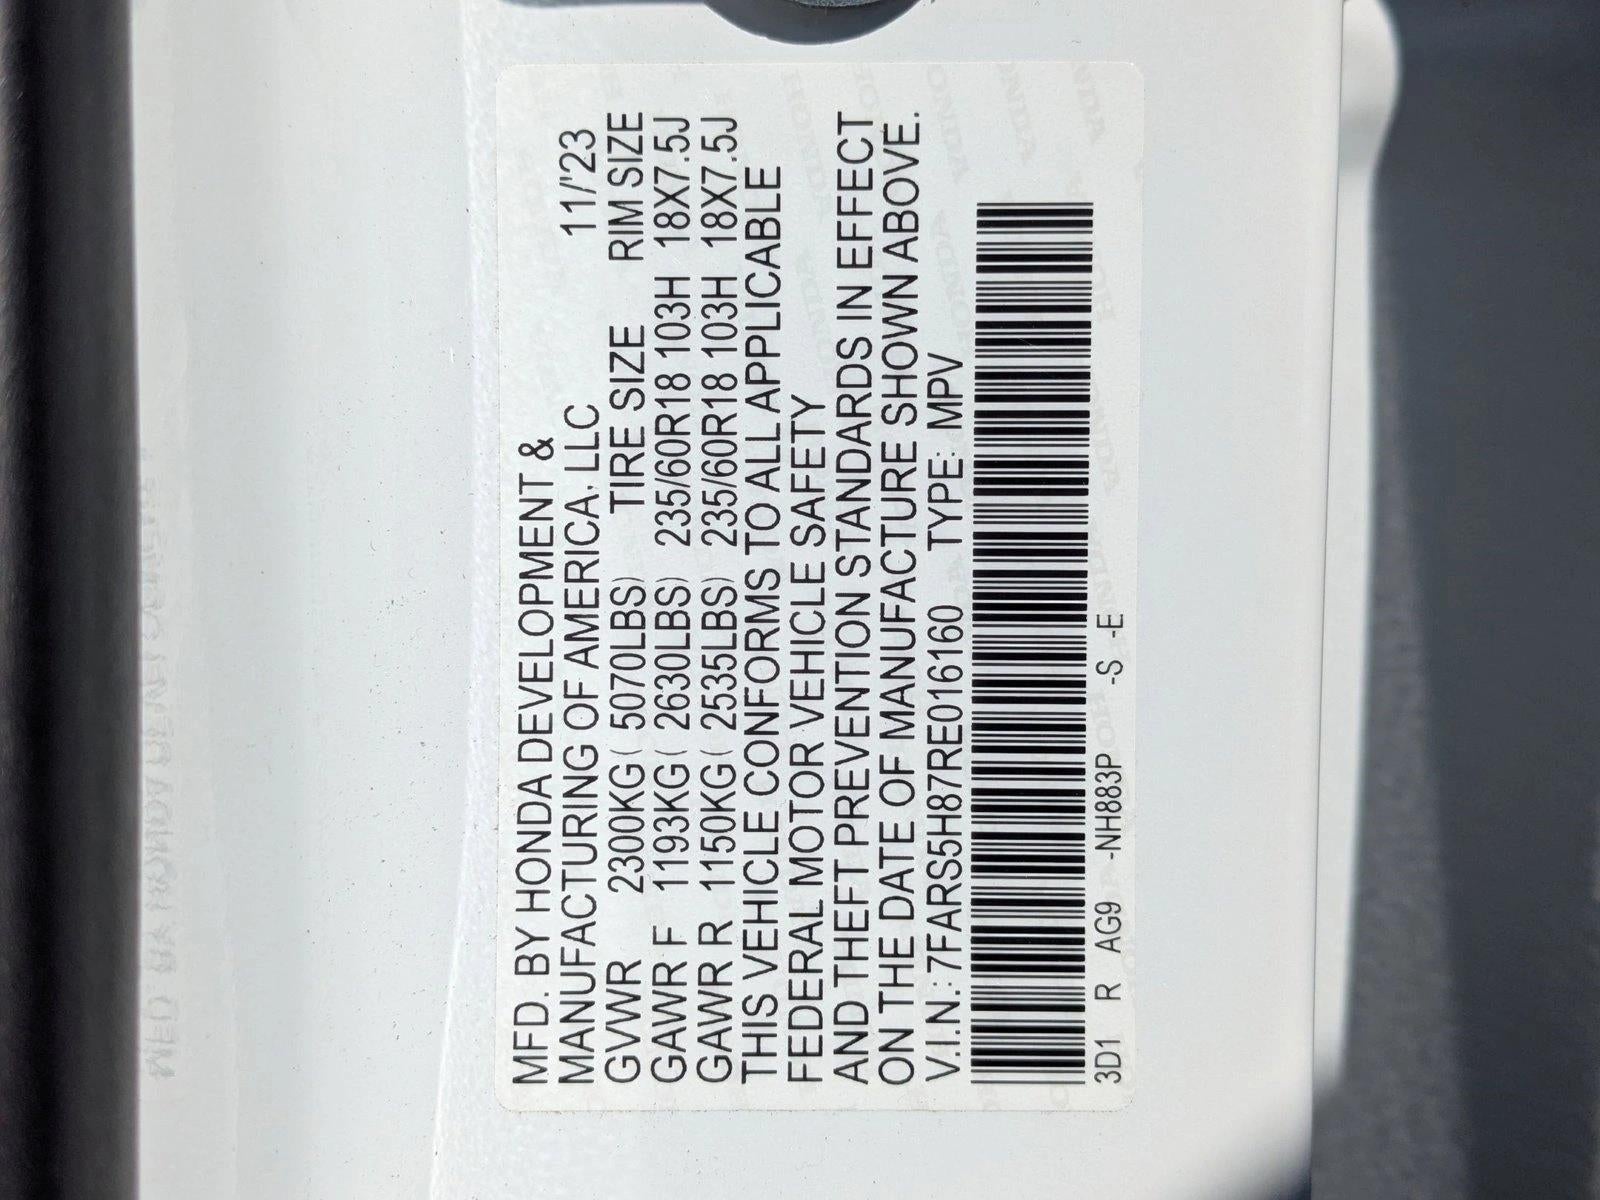 MFD. BY HONDA DEVELOPMENT &
MANUFACTURING OF AMERICA, LLC 11/'23
GVWR 2300KG( 5070LBS) TIRE SIZE RIM SIZE
GAWR F 1193KG( 2630LBS) 235/60R18 103H 18X7.5J
GAWR R 1150KG( 2535LBS) 235/60R18 103H 18X7.5J
THIS VEHICLE CONFORMS TO ALL APPLICABLE
FEDERAL MOTOR VEHICLE SAFETY
AND THEFT PREVENTION STANDARDS IN EFFECT
ON THE DATE OF MANUFACTURE SHOWN ABOVE.
V.I.N.: 7FARS5H87RE016160 TYPE: MPV
3D1 R AG9 -NH883P -S -E